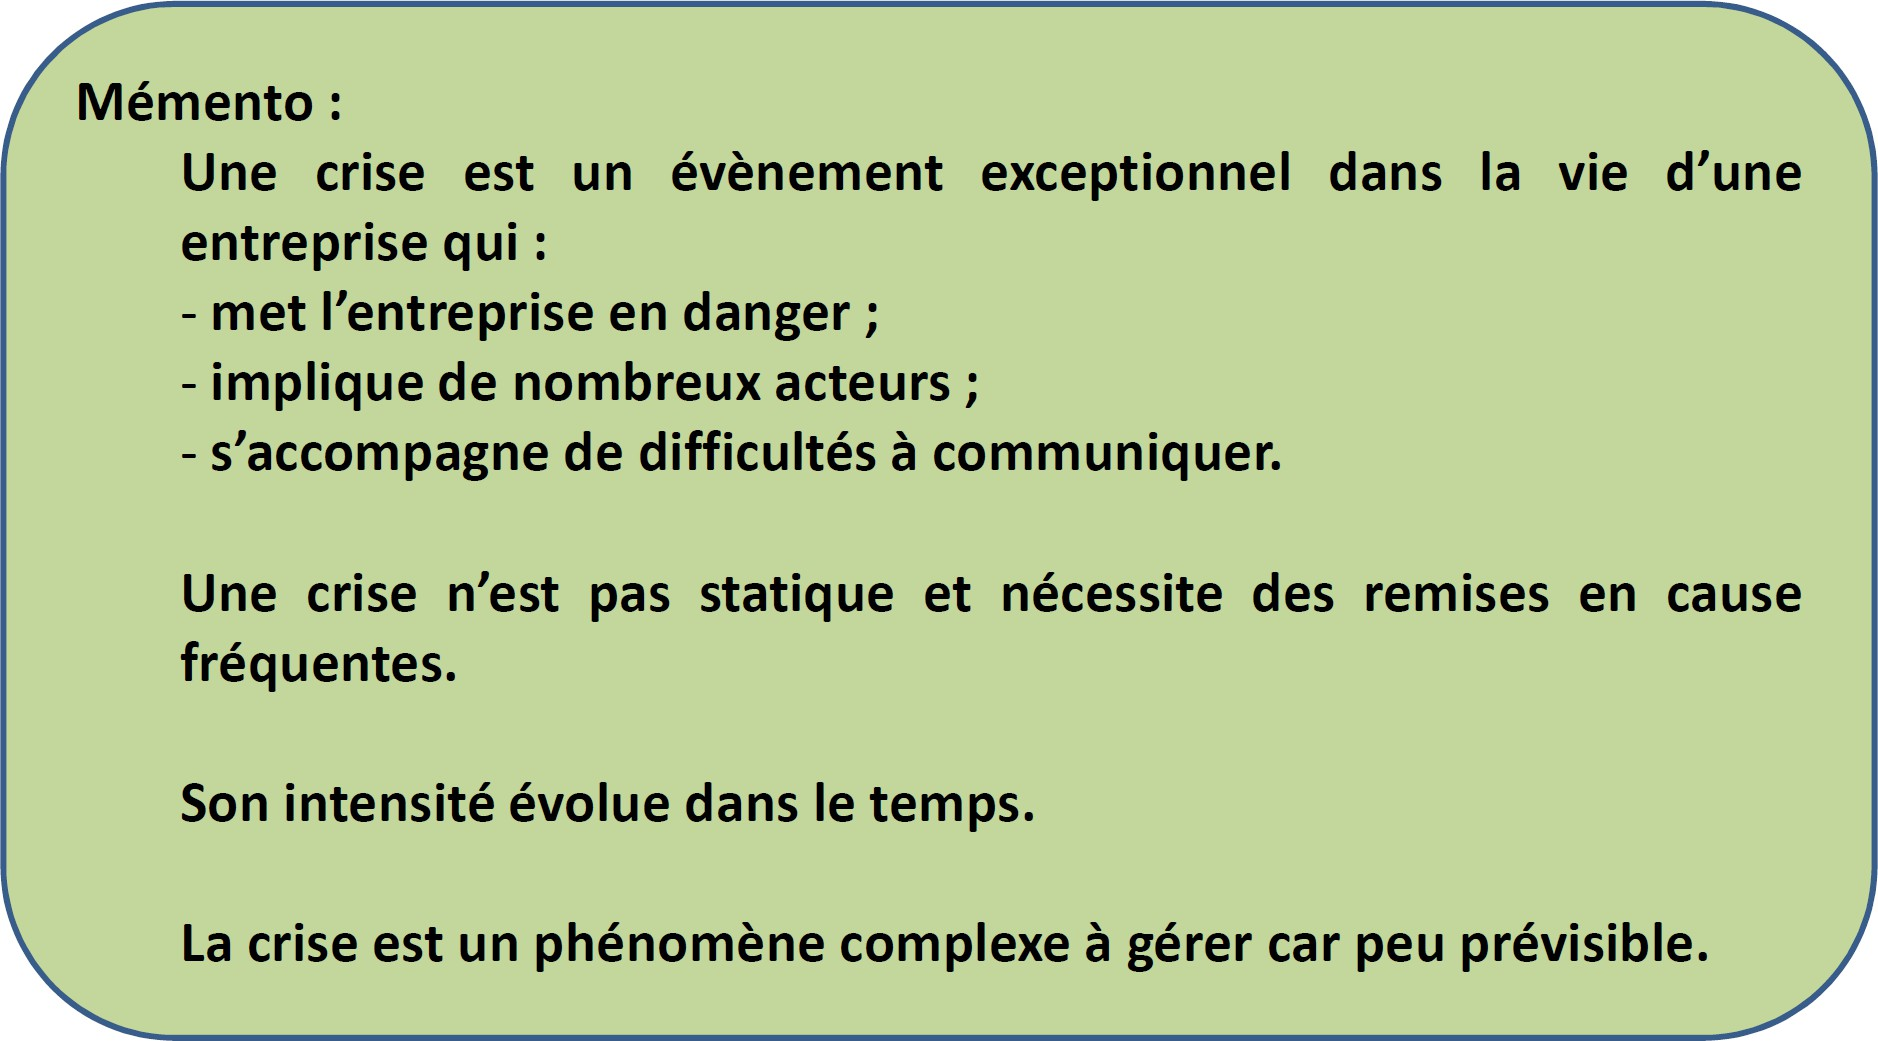 Mémento :
Une crise est un évènement exceptionnel dans la vie d’une
entreprise qui :
- met l’entreprise en danger ;
- implique de nombreux acteurs ;
- s’accompagne de difficultés à communiquer.
Une crise n’est pas statique et nécessite des remises en cause
fréquentes.
Son intensité évolue dans le temps.
La crise est un phénomène complexe à gérer car peu prévisible.